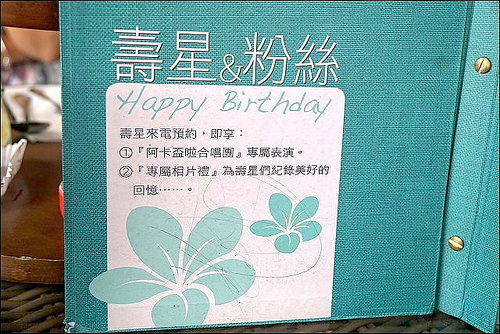 壽星&粉絲
Happy Birthday
壽星來電預約，即享：
①『阿卡盃啦合唱團』專屬表演。
②『專屬相片禮』為壽星們紀錄美好的
回憶……。